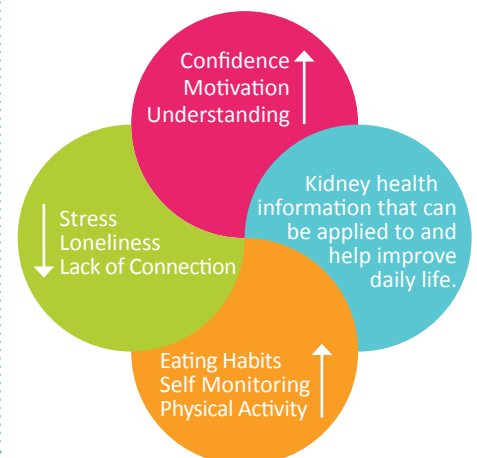 Confidence
Motivation
Understanding
Stress
Loneliness
Lack of Connection
Kidney health
information that can
be applied to and
help improve
daily life.
Eating Habits
Self Monitoring
Physical Activity